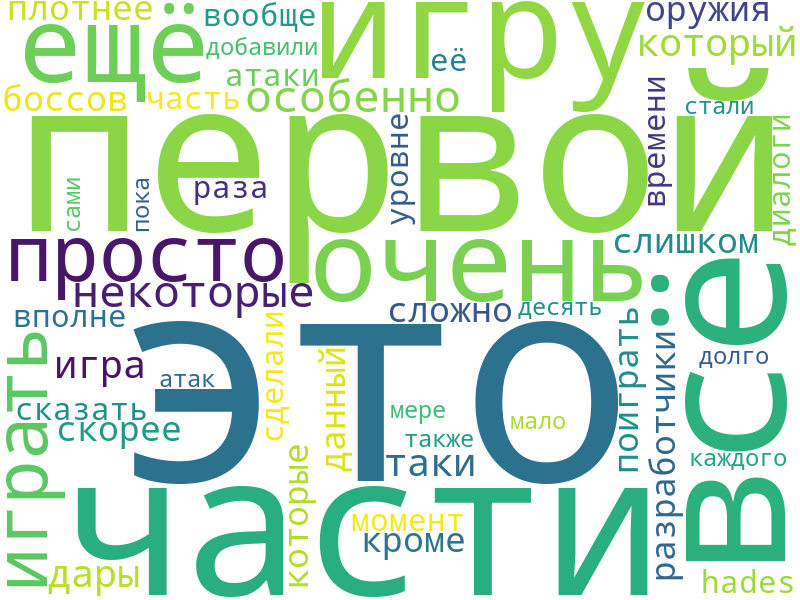 плотнее
вообще
игру
оружия
ещё
добавили
её
который
атаки
боссов
часть
особенно
стали
первой
уровне
времени
диалоги
сами
пока
раза
просто
очень
слишком
некоторые
всё
вполне
сложно
десять
это
играть
игра
атак
сделали
данный
поиграть
разработчики
долго
сказать
скорее
мере
мало
также
каждого
таки
которые
части
момент
кроме
дары
hades